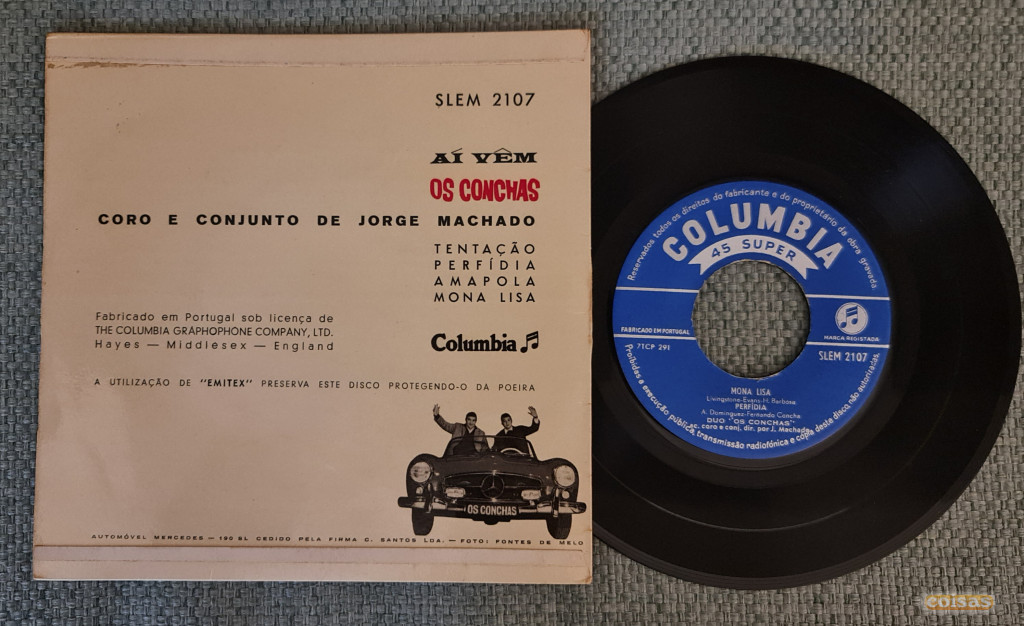 SLEM 2107
AÍ VÊM
OS CONCHAS
CORO E CONJUNTO DE JORGE MACHADO
TENTAÇÃO
PERFÍDIA
AMAPOLA
MONA LISA
Fabricado em Portugal sob licença de
THE COLUMBIA GRAPHOPHONE COMPANY, LTD.
Hayes — Middlesex — England
Columbia
A UTILIZAÇÃO DE "EMITEX" PRESERVA ESTE DISCO PROTEGENDO-O DA POEIRA
OS CONCHAS
AUTOMÓVEL MERCEDES — 190 SL CEDIDO PELA FIRMA C. SANTOS LDA. — FOTO: FONTES DE MELO
Reservados todos os direitos do fabricante e do proprietário da obra gravada
COLUMBIA
45 SUPER
FABRICADO EM PORTUGAL
MARCA REGISTADA
7TCP 291
SLEM 2107
MONA LISA
Livingstone-Evans-H. Barbosa
PERFÍDIA
A. Dominguez-Fernando Concha
DUO "OS CONCHAS"
ac. coro e conj. dir. por J. Machado
Proibidas a execução pública, transmissão radiofónica e cópia deste disco não autorizadas.
coisas